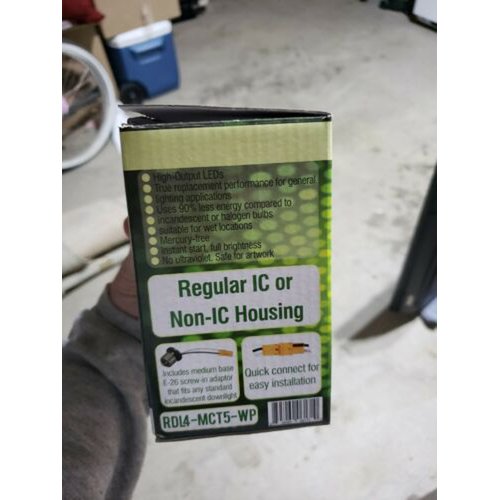 High-Output LEDs
True replacement performance for general
lighting applications
Uses 90% less energy compared to
incandescent or halogen bulbs
suitable for wet locations
Mercury-free
Instant start, full brightness
No ultraviolet. Safe for artwork
Regular IC or
Non-IC Housing
Includes medium base
E-26 screw-in adaptor
that fits any standard
incandescent downlight
Quick connect for
easy installation
RDL4-MCT5-WP